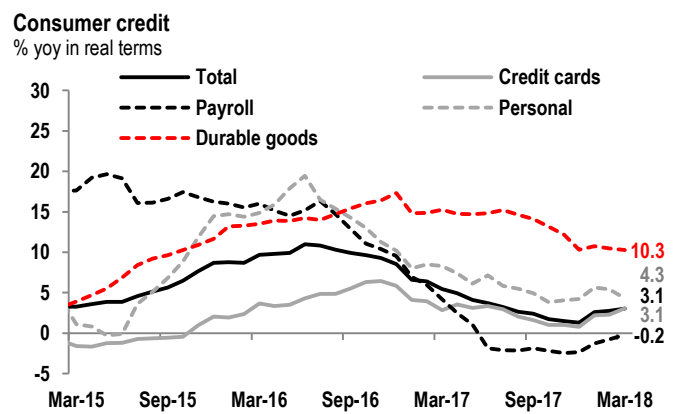 Consumer credit
% yoy in real terms
Total
Credit cards
Payroll
Personal
Durable goods
30
25
20
15
10
5
0
-5
10.3
4.3
3.1
3.1
-0.2
Mar-15 Sep-15 Mar-16 Sep-16 Mar-17 Sep-17 Mar-18